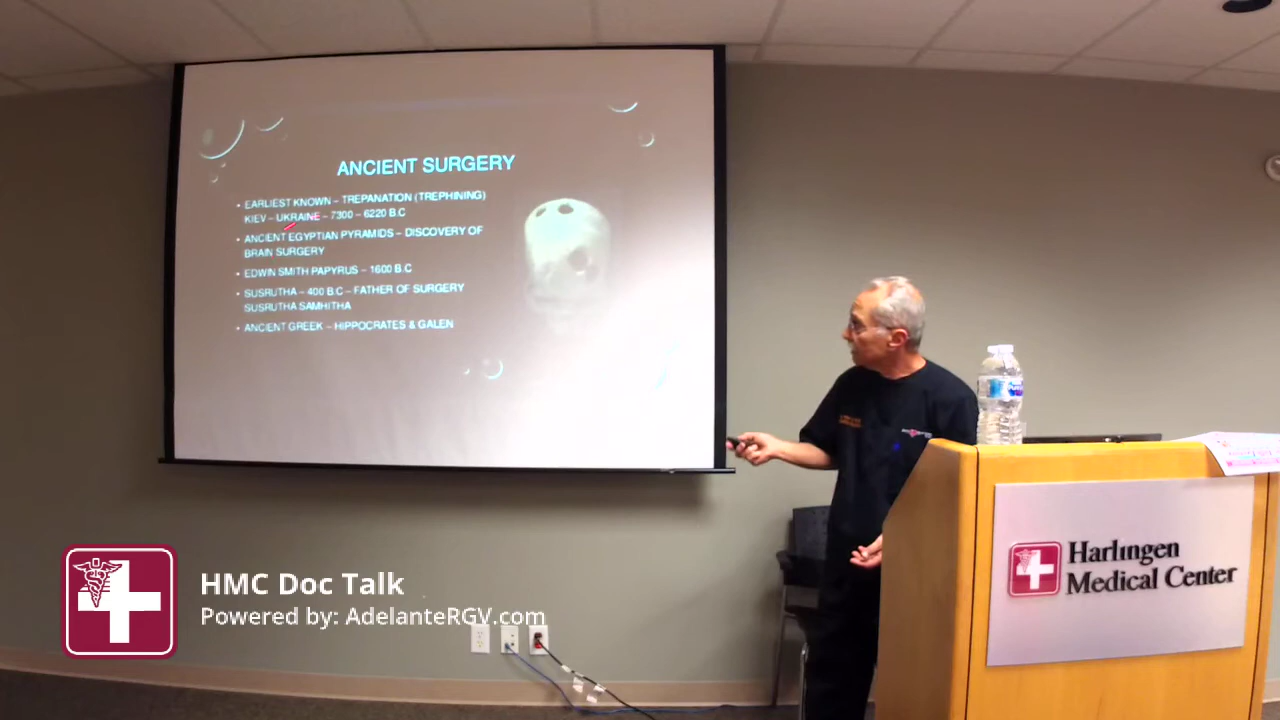 ANCIENT SURGERY
• EARLIEST KNOWN – TREPANATION (TREPHINING)
KIEV – UKRAINE – 7300 – 6220 B.C
• ANCIENT EGYPTIAN PYRAMIDS – DISCOVERY OF
BRAIN SURGERY
• EDWIN SMITH PAPYRUS – 1600 B.C
• SUSRUTHA – 400 B.C – FATHER OF SURGERY
SUSRUTHA SAMHITHA
• ANCIENT GREEK – HIPPOCRATES & GALEN
Harlingen
Medical Center
HMC Doc Talk
Powered by: AdelanteRGV.com